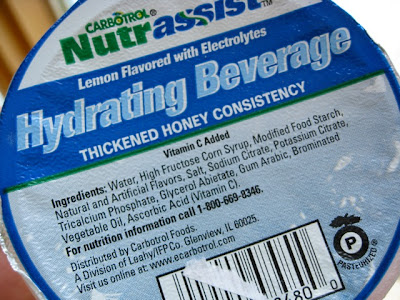 CARBOTROL®
Nutrassist™
Lemon Flavored with Electrolytes
Hydrating Beverage
THICKENED HONEY CONSISTENCY
Vitamin C Added
Ingredients: Water, High Fructose Corn Syrup, Modified Food Starch,
Natural and Artificial Flavors, Salt, Sodium Citrate, Potassium Citrate,
Tricalcium Phosphate, Glycerol Abietate, Gum Arabic, Brominated
Vegetable Oil, Ascorbic Acid (Vitamin C).
For nutrition information call 1-800-669-8346.
Distributed by Carbotrol Foods.
A Division of Leahy/IFP Co. Glenview, IL 60025.
Visit us online at: www.ecarbotrol.com
P
PASTEURIZED®